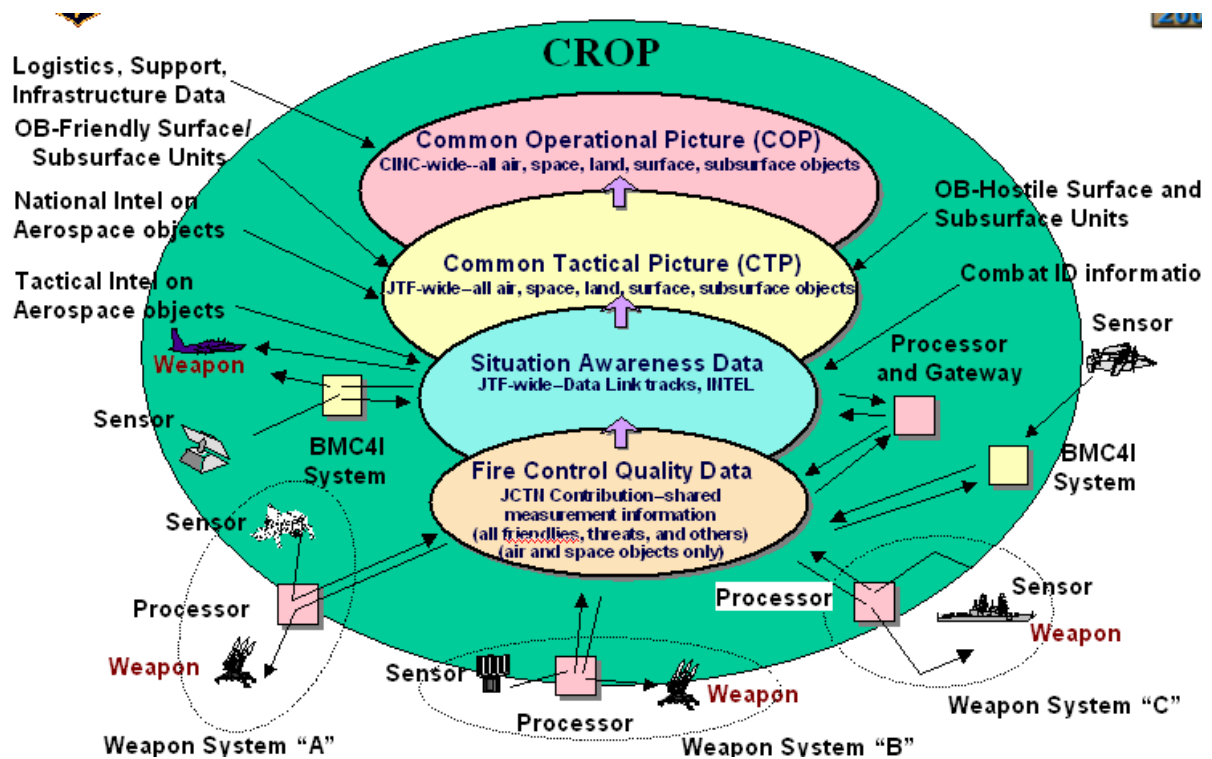 200
CROP
Logistics, Support,
Infrastructure Data
OB-Friendly Surface/
Subsurface Units
National Intel on
Aerospace objects
Tactical Intel on
Aerospace objects
Common Operational Picture (COP)
CINC-wide--all air, space, land, surface, subsurface objects
OB-Hostile Surface and
Subsurface Units
Common Tactical Picture (CTP)
JTF-wide--all air, space, land, surface, subsurface objects
Combat ID informatio
Weapon
Situation Awareness Data
JTF-wide--Data Link tracks, INTEL
Processor
and Gateway
Sensor
Sensor
BMC4I
System
Fire Control Quality Data
JCTN Contribution--shared
measurement information
(all friendlies, threats, and others)
(air and space objects only)
BMC4I
System
Sensor
Processor
Weapon
Weapon System “A”
Sensor
Processor
Weapon
Weapon System “B”
Processor
Sensor
Weapon
Weapon System “C”